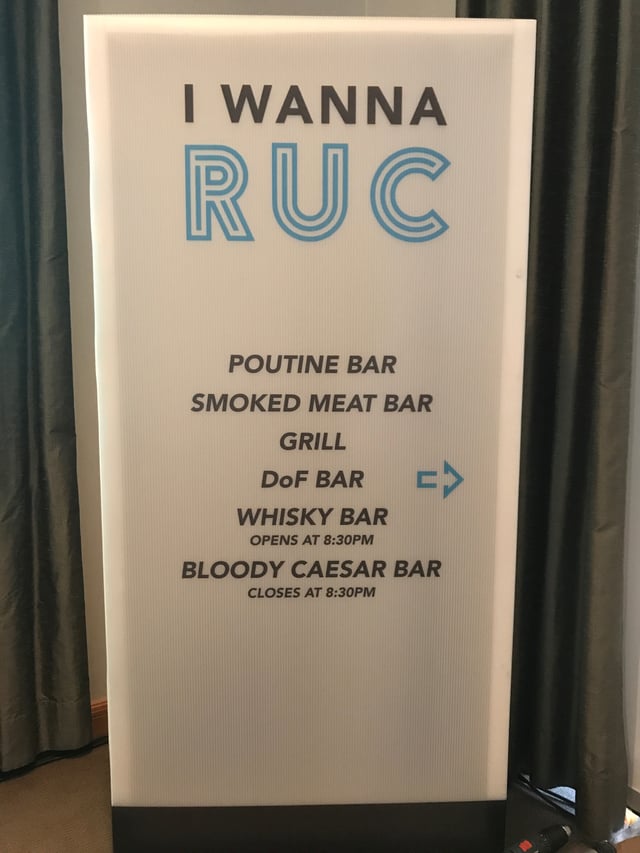 I WANNA
RUC
POUTINE BAR
SMOKED MEAT BAR
GRILL
DoF BAR
WHISKY BAR
OPENS AT 8:30PM
BLOODY CAESAR BAR
CLOSES AT 8:30PM